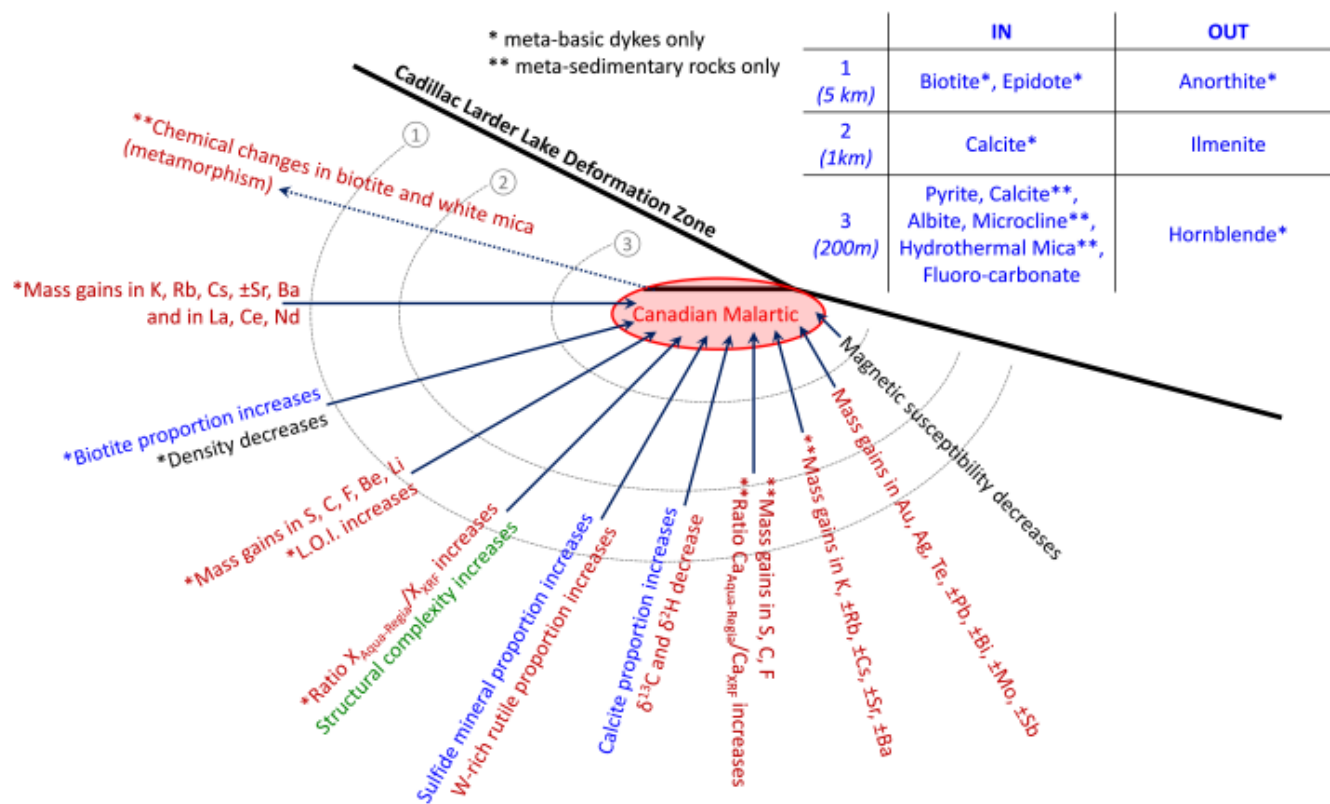 * meta-basic dykes only
** meta-sedimentary rocks only
IN
OUT
1
(5 km)
Biotite*, Epidote*
Anorthite*
2
(1km)
Calcite*
Ilmenite
3
(200m)
Pyrite, Calcite**,
Albite, Microcline**,
Hydrothermal Mica**,
Fluoro-carbonate
Hornblende*
Cadillac Larder Lake Deformation Zone
1
2
3
**Chemical changes in biotite and white mica
(metamorphism)
*Mass gains in K, Rb, Cs, ±Sr, Ba
and in La, Ce, Nd
Canadian Malartic
*Biotite proportion increases
*Density decreases
*Mass gains in S, C, F, Be, Li
*L.O.I. increases
*Ratio X Aqua-Regia/X XRF increases
Structural complexity increases
Sulfide mineral proportion increases
W-rich rutile proportion increases
Calcite proportion increases
δ¹³C and δ²H decrease
**Mass gains in S, C, F
**Ratio Ca Aqua-Regia/Ca XRF increases
**Mass gains in K, ±Rb, ±Cs, ±Sr, ±Ba
Mass gains in Au, Ag, Te, ±Pb, ±Bi, ±Mo, ±Sb
Magnetic susceptibility decreases